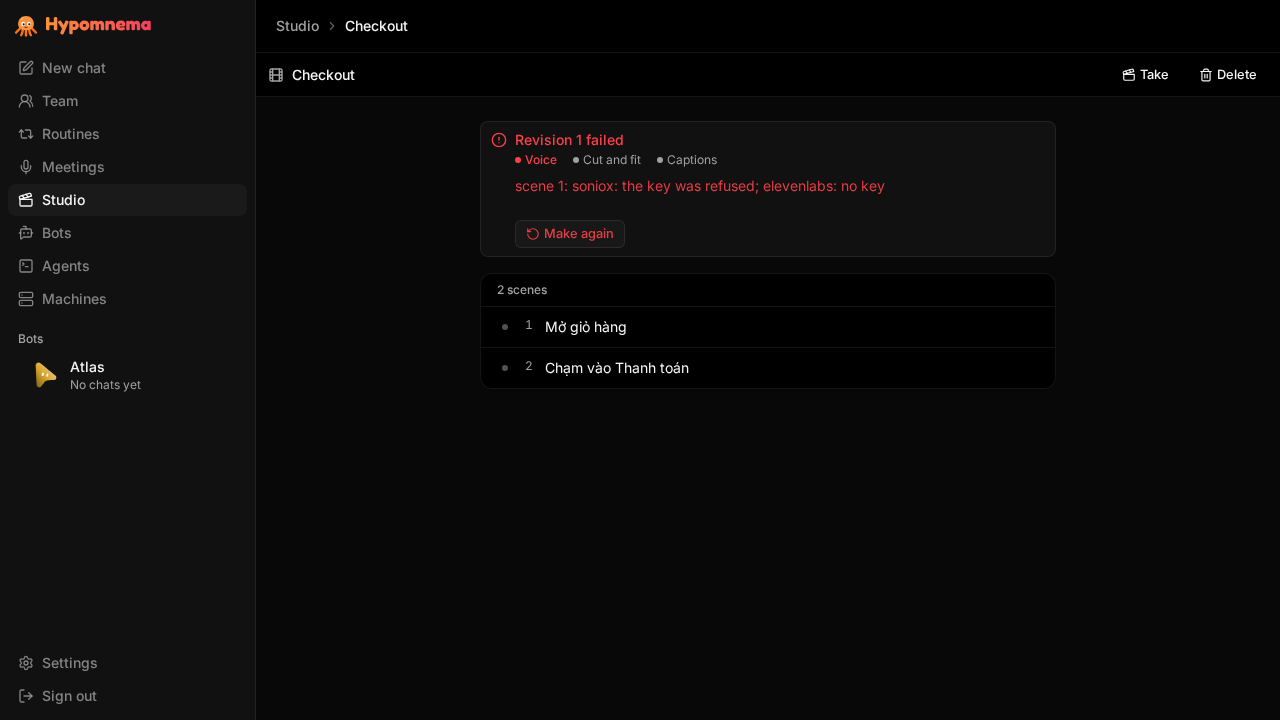 Hypomnema
New chat
Team
Routines
Meetings
Studio
Bots
Agents
Machines
Bots
Atlas
No chats yet
Settings
Sign out
Studio > Checkout
Checkout
Take
Delete
Revision 1 failed
Voice
Cut and fit
Captions
scene 1: soniox: the key was refused; elevenlabs: no key
Make again
2 scenes
1 Mở giỏ hàng
2 Chạm vào Thanh toán